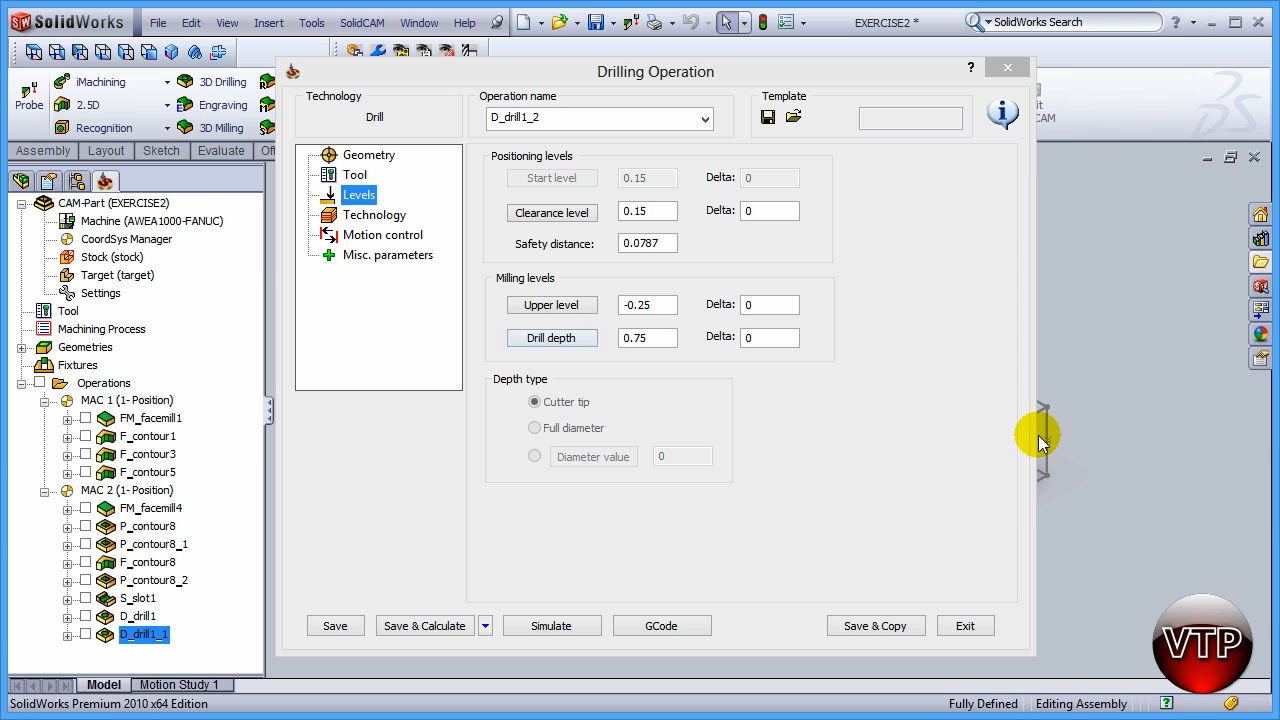 SolidWorks File Edit View Insert Tools SolidCAM Window Help EXERCISE2 * SolidWorks Search
Probe
iMachining 3D Drilling
2.5D Engraving
Recognition 3D Milling
CAM
Assembly Layout Sketch Evaluate
Drilling Operation
Technology
Drill
Operation name
D_drill1_2
Template
Geometry
Tool
Levels
Technology
Motion control
Misc. parameters
Positioning levels
Start level 0.15 Delta: 0
Clearance level 0.15 Delta: 0
Safety distance: 0.0787
Milling levels
Upper level -0.25 Delta: 0
Drill depth 0.75 Delta: 0
Depth type
Cutter tip
Full diameter
Diameter value 0
Save Save & Calculate Simulate GCode Save & Copy Exit
CAM-Part (EXERCISE2)
Machine (AWEA1000-FANUC)
CoordSys Manager
Stock (stock)
Target (target)
Settings
Tool
Machining Process
Geometries
Fixtures
Operations
MAC 1 (1- Position)
FM_facemill1
F_contour1
F_contour3
F_contour5
MAC 2 (1- Position)
FM_facemill4
P_contour8
P_contour8_1
F_contour8
P_contour8_2
S_slot1
D_drill1
D_drill1_1
VTP
Model Motion Study 1
SolidWorks Premium 2010 x64 Edition Fully Defined Editing Assembly